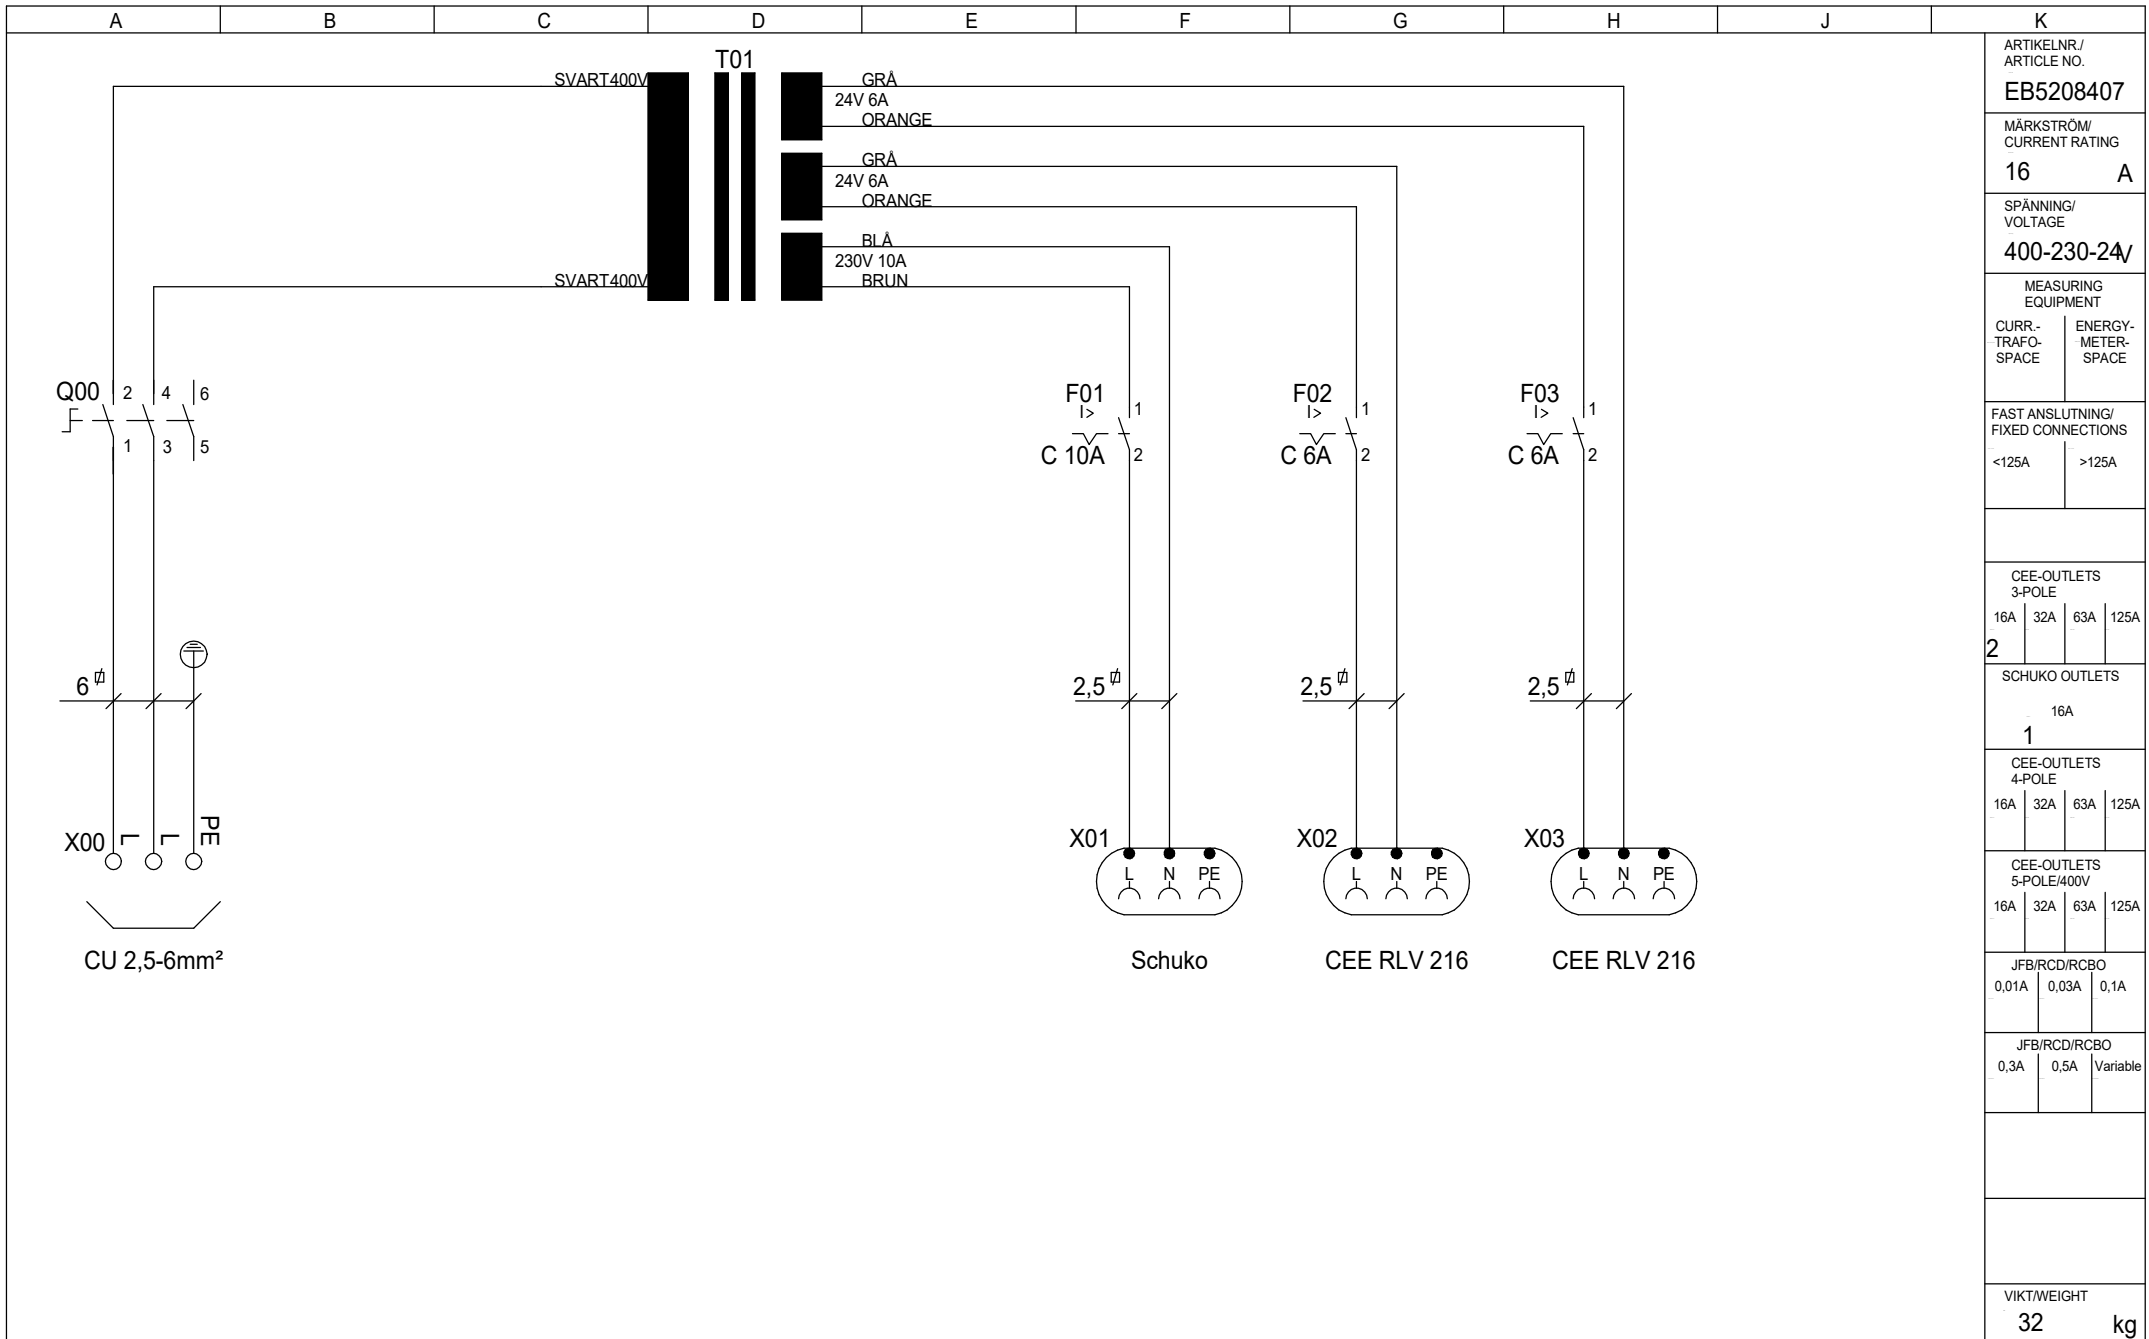 A B C D E F G H J K
T01
SVART400V
SVART400V
GRÅ
24V 6A
ORANGE
GRÅ
24V 6A
ORANGE
BLÅ
230V 10A
BRUN
Q00 2 4 6
1 3 5
F01
I>
1
C 10A 2
F02
I>
1
C 6A 2
F03
I>
1
C 6A 2
6
2,5
2,5
2,5
X00 L L PE
CU 2,5-6mm²
X01
L N PE
Schuko
X02
L N PE
CEE RLV 216
X03
L N PE
CEE RLV 216
ARTIKELNR./
ARTICLE NO.
EB5208407
MÄRKSTRÖM/
CURRENT RATING
16 A
SPÄNNING/
VOLTAGE
400-230-24V
MEASURING
EQUIPMENT
CURR.-
TRAFO-
SPACE
ENERGY-
METER-
SPACE
FAST ANSLUTNING/
FIXED CONNECTIONS
<125A >125A
CEE-OUTLETS
3-POLE
16A 32A 63A 125A
2
SCHUKO OUTLETS
16A
1
CEE-OUTLETS
4-POLE
16A 32A 63A 125A
CEE-OUTLETS
5-POLE/400V
16A 32A 63A 125A
JFB/RCD/RCBO
0,01A 0,03A 0,1A
JFB/RCD/RCBO
0,3A 0,5A Variable
VIKT/WEIGHT
32 kg